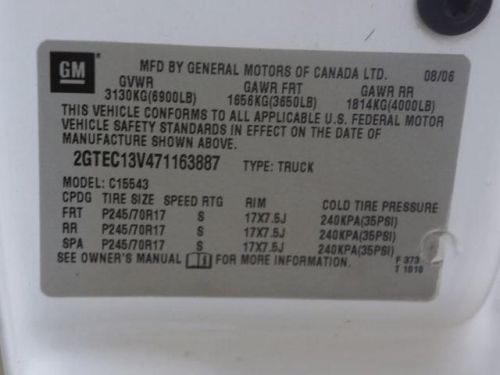 GM MFD BY GENERAL MOTORS OF CANADA LTD. 08/06
GVWR GAWR FRT GAWR RR
3130KG(6900LB) 1656KG(3650LB) 1814KG(4000LB)
THIS VEHICLE CONFORMS TO ALL APPLICABLE U.S. FEDERAL MOTOR
VEHICLE SAFETY STANDARDS IN EFFECT ON THE DATE OF
MANUFACTURE SHOWN ABOVE.
2GTEC13V471163887 TYPE: TRUCK
MODEL: C15543
CPDG TIRE SIZE SPEED RTG RIM COLD TIRE PRESSURE
FRT P245/70R17 S 17X7.5J 240KPA(35PSI)
RR P245/70R17 S 17X7.5J 240KPA(35PSI)
SPA P245/70R17 S 17X7.5J 240KPA(35PSI)
SEE OWNER'S MANUAL FOR MORE INFORMATION.
F 373
T 1618